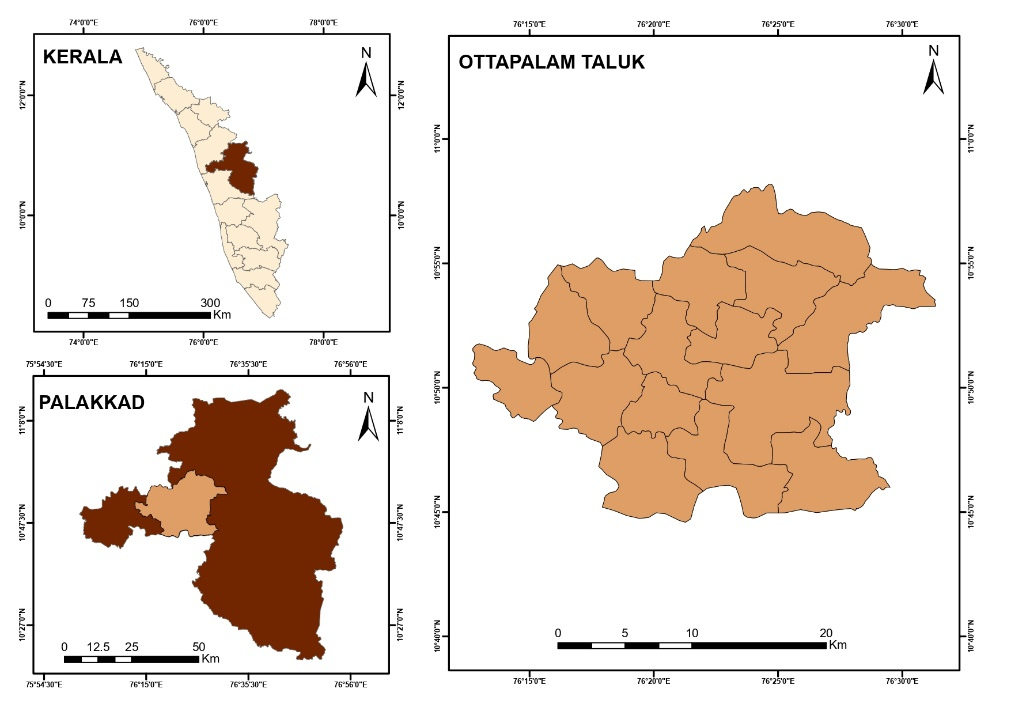 74°0'0"E 76°0'0"E 78°0'0"E
KERALA
N
12°0'0"N 12°0'0"N
10°0'0"N 10°0'0"N
0 75 150 300
Km
74°0'0"E 76°0'0"E 78°0'0"E
75°54'30"E 76°15'0"E 76°35'30"E 76°56'0"E
PALAKKAD
N
11°8'0"N 11°8'0"N
10°47'30"N 10°47'30"N
10°27'0"N 10°27'0"N
0 12.5 25 50
Km
75°54'30"E 76°15'0"E 76°35'30"E 76°56'0"E
76°15'0"E 76°20'0"E 76°25'0"E 76°30'0"E
OTTAPALAM TALUK
N
11°0'0"N 11°0'0"N
10°55'0"N 10°55'0"N
10°50'0"N 10°50'0"N
10°45'0"N 10°45'0"N
10°40'0"N 10°40'0"N
0 5 10 20
Km
76°15'0"E 76°20'0"E 76°25'0"E 76°30'0"E